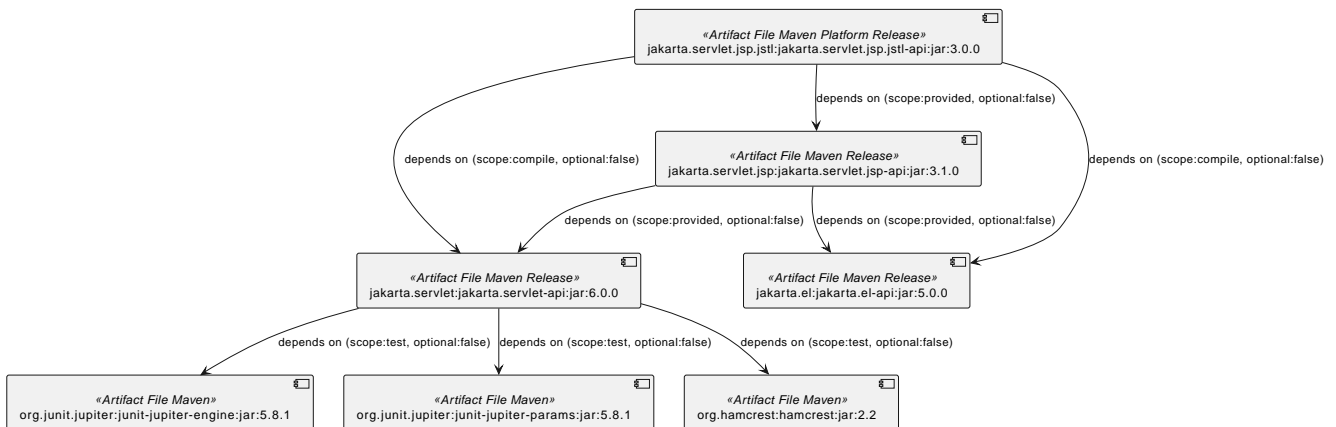 «Artifact File Maven Platform Release»
jakarta.servlet.jsp.jstl:jakarta.servlet.jsp.jstl-api:jar:3.0.0
depends on (scope:provided, optional:false)
«Artifact File Maven Release»
jakarta.servlet.jsp:jakarta.servlet.jsp-api:jar:3.1.0
depends on (scope:compile, optional:false)
depends on (scope:compile, optional:false)
depends on (scope:provided, optional:false)
depends on (scope:provided, optional:false)
«Artifact File Maven Release»
jakarta.servlet:jakarta.servlet-api:jar:6.0.0
«Artifact File Maven Release»
jakarta.el:jakarta.el-api:jar:5.0.0
depends on (scope:test, optional:false)
depends on (scope:test, optional:false)
depends on (scope:test, optional:false)
«Artifact File Maven»
org.junit.jupiter:junit-jupiter-engine:jar:5.8.1
«Artifact File Maven»
org.junit.jupiter:junit-jupiter-params:jar:5.8.1
«Artifact File Maven»
org.hamcrest:hamcrest:jar:2.2